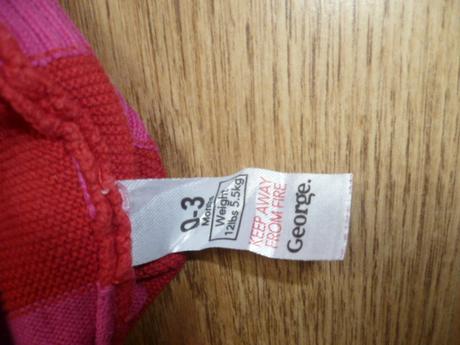 0-3
Months
Weight
12lbs 5.5kg
KEEP AWAY
FROM FIRE
George.